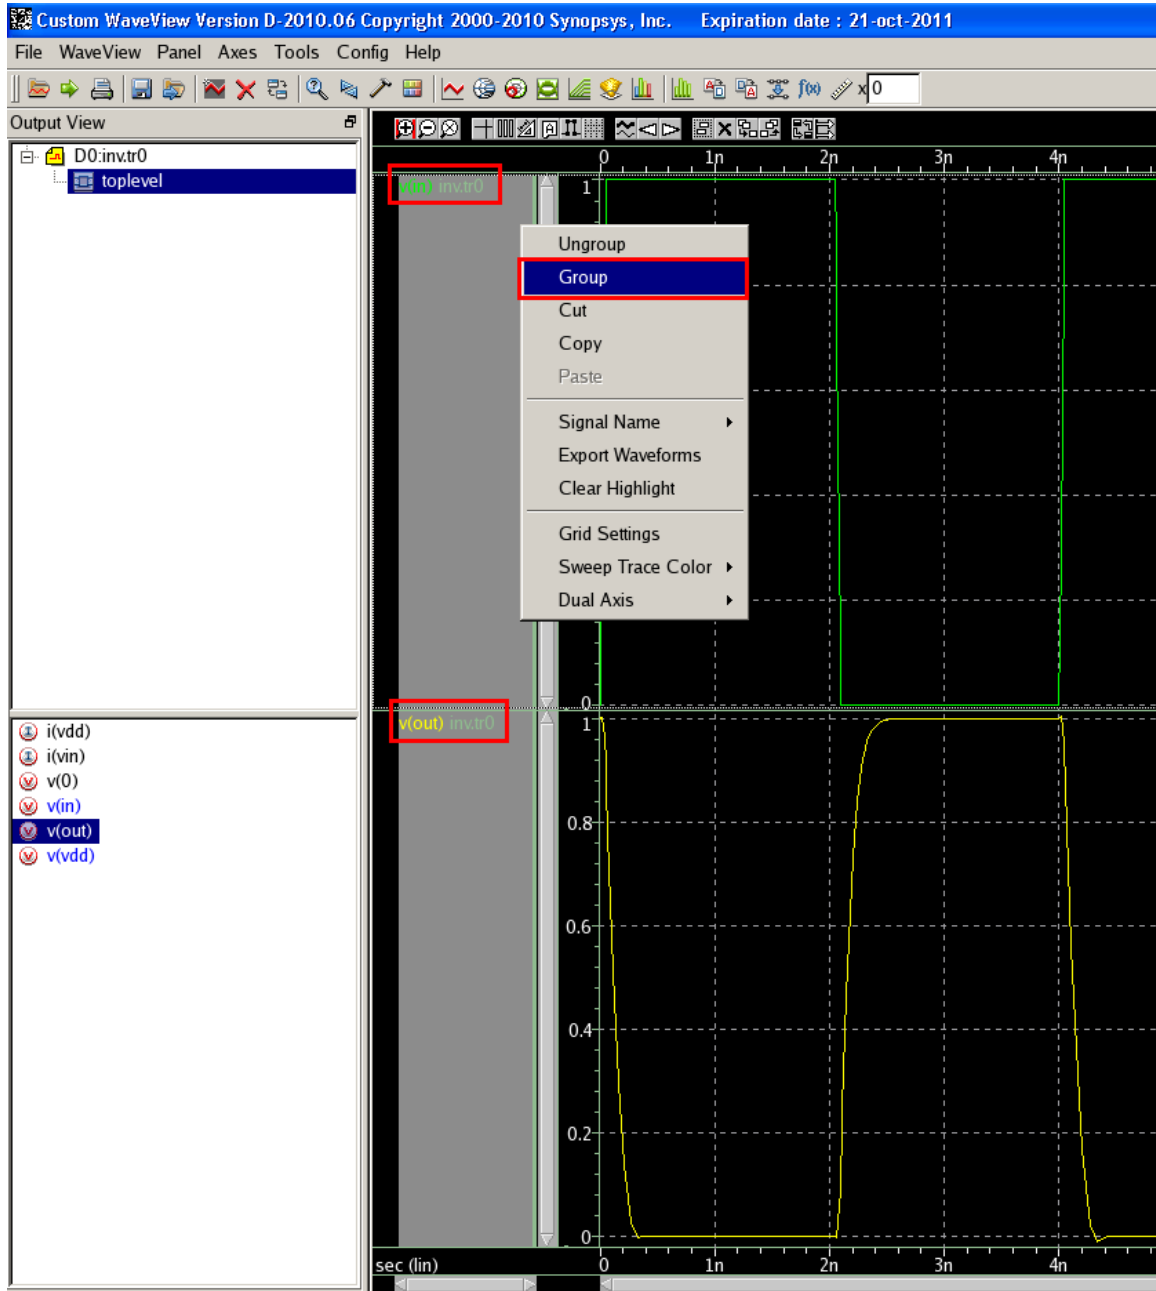 Custom WaveView Version D-2010.06 Copyright 2000-2010 Synopsys, Inc. Expiration date : 21-oct-2011
File WaveView Panel Axes Tools Config Help
f(x) x 0
Output View
D0:inv.tr0
toplevel
0 1n 2n 3n 4n
v(in) inv.tr0
1
Ungroup
Group
Cut
Copy
Paste
Signal Name
Export Waveforms
Clear Highlight
Grid Settings
Sweep Trace Color
Dual Axis
0
i(vdd)
i(vin)
v(0)
v(in)
v(out)
v(vdd)
v(out) inv.tr0
1
0.8
0.6
0.4
0.2
0
sec (lin) 0 1n 2n 3n 4n